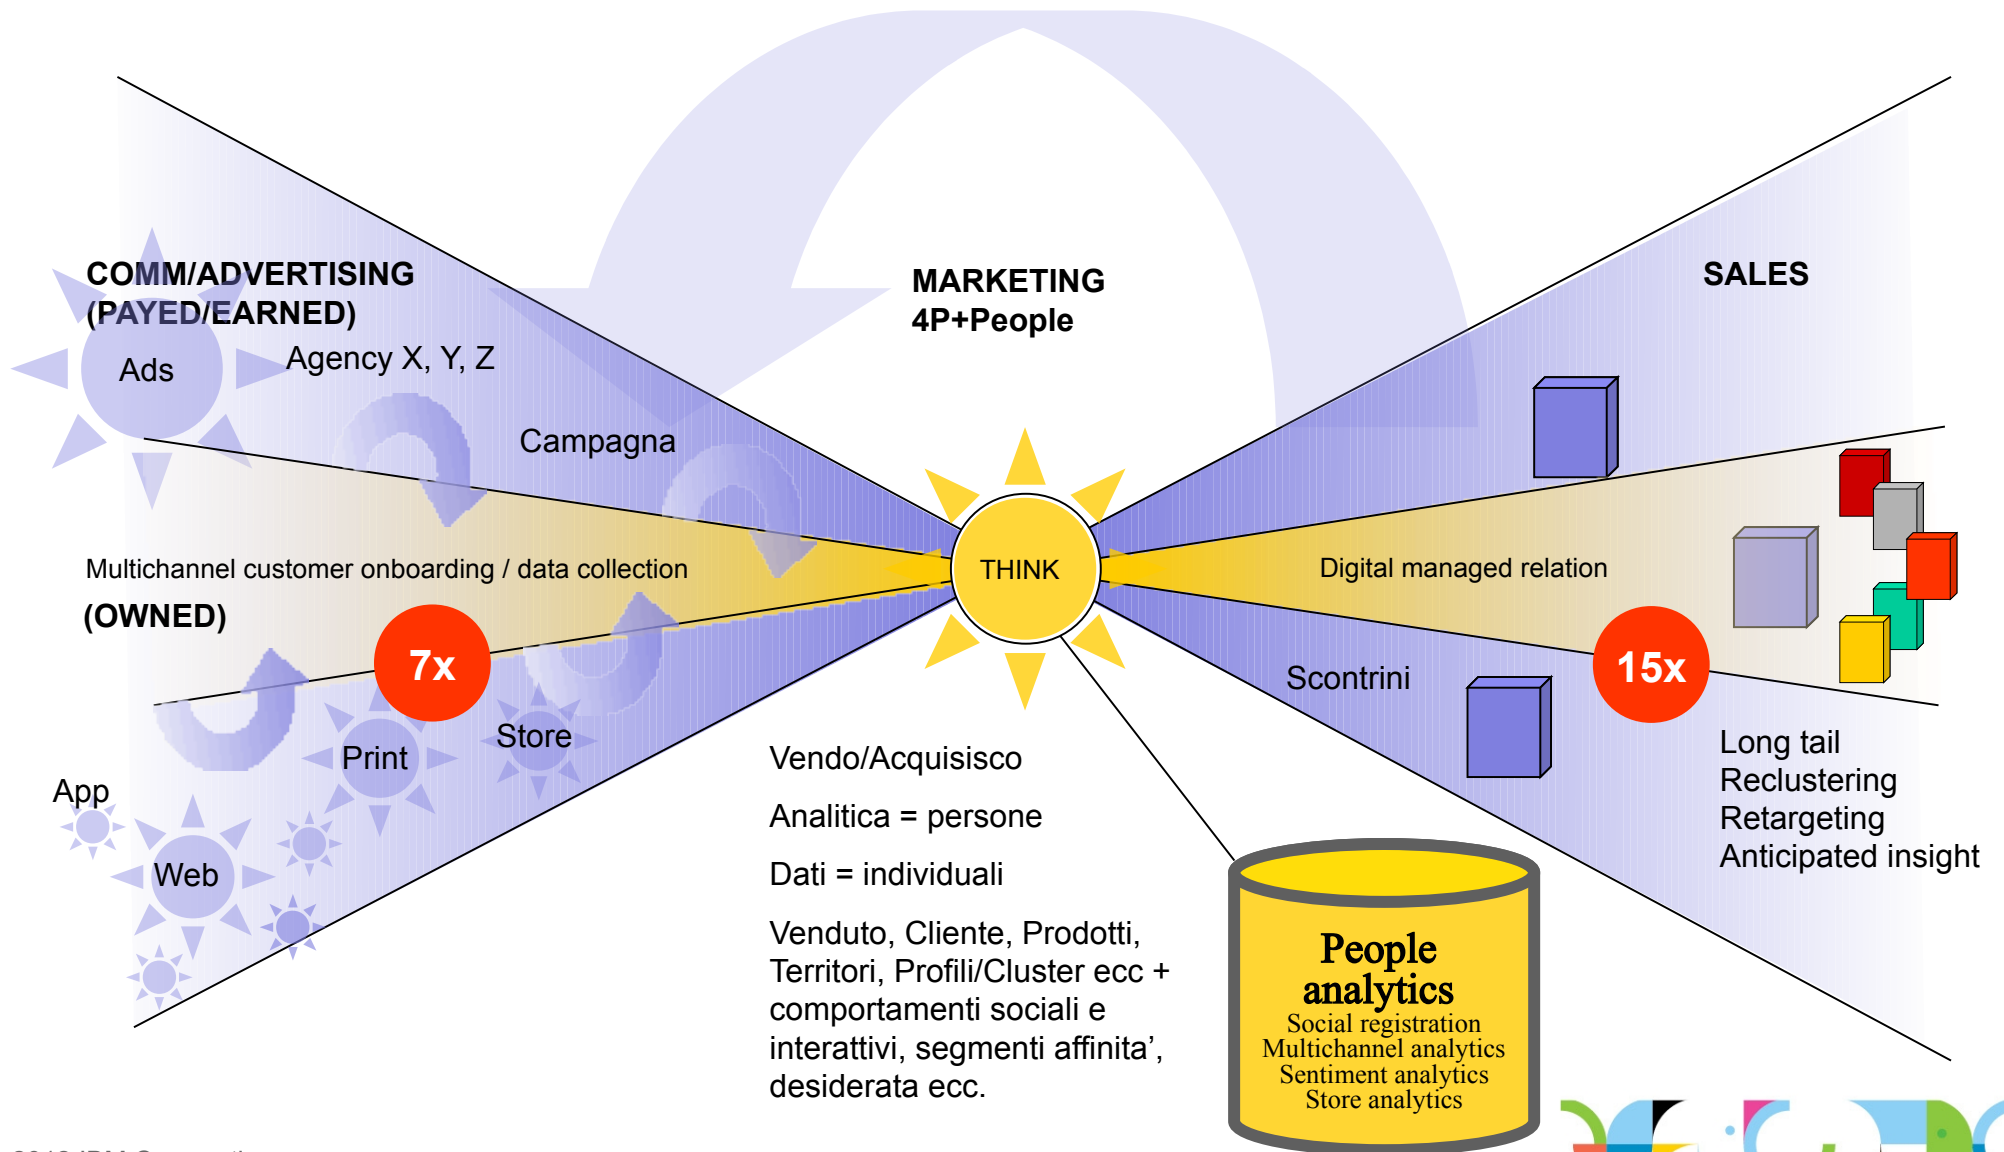 COMM/ADVERTISING
(PAYED/EARNED)
Ads
Agency X, Y, Z
Campagna
MARKETING
4P+People
SALES
Multichannel customer onboarding / data collection
(OWNED)
THINK
Digital managed relation
7x
15x
Scontrini
Print
Store
App
Web
Vendo/Acquisisco
Analitica = persone
Dati = individuali
Venduto, Cliente, Prodotti,
Territori, Profili/Cluster ecc +
comportamenti sociali e
interattivi, segmenti affinita’,
desiderata ecc.
Long tail
Reclustering
Retargeting
Anticipated insight
People
analytics
Social registration
Multichannel analytics
Sentiment analytics
Store analytics